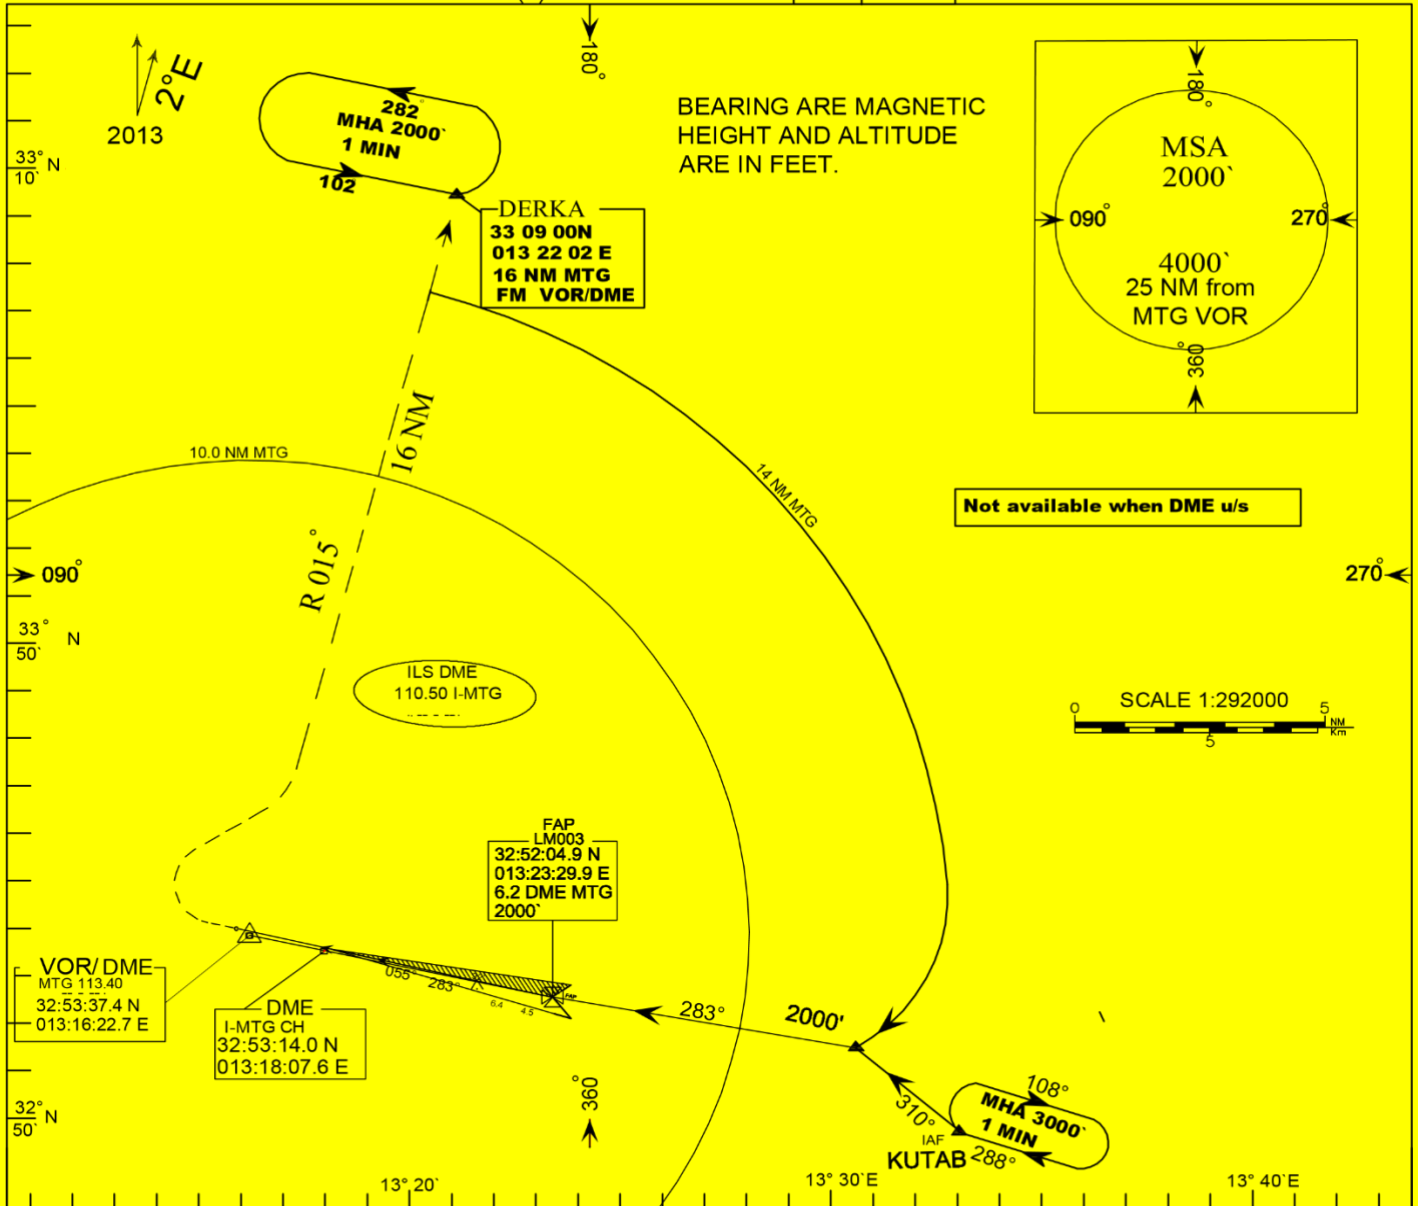 180°
2°E
2013
282°
MHA 2000`
1 MIN
102
BEARING ARE MAGNETIC
HEIGHT AND ALTITUDE
ARE IN FEET.
180°
MSA
2000`
090°
270°
4000`
25 NM from
MTG VOR
360°
33° N
10`
DERKA
33 09 00N
013 22 02 E
16 NM MTG
FM VOR/DME
16 NM
10.0 NM MTG
14 NM MTG
Not available when DME u/s
R 015°
090°
270°
33° N
50`
ILS DME
110.50 I-MTG
SCALE 1:292000
0 5
NM
Km
5
FAP
LM003
32:52:04.9 N
013:23:29.9 E
6.2 DME MTG
2000`
VOR/DME
MTG 113.40
32:53:37.4 N
013:16:22.7 E
DME
I-MTG CH
32:53:14.0 N
013:18:07.6 E
055°
283°
6.4
4.5
FAP
283°
2000'
360°
310°
108°
MHA 3000`
1 MIN
288°
IAF
KUTAB
32° N
50`
13° 20`
13° 30`E
13° 40`E